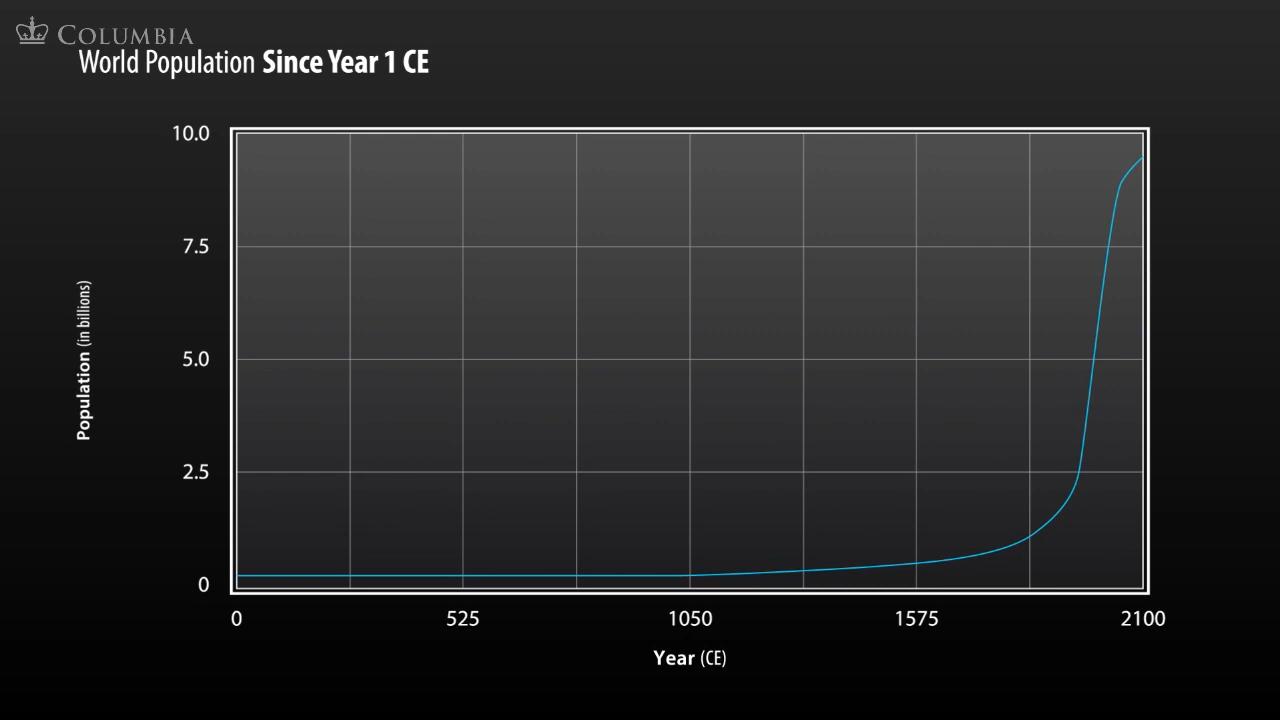 COLUMBIA
World Population Since Year 1 CE
10.0
7.5
5.0
2.5
0
Population (in billions)
0 525 1050 1575 2100
Year (CE)